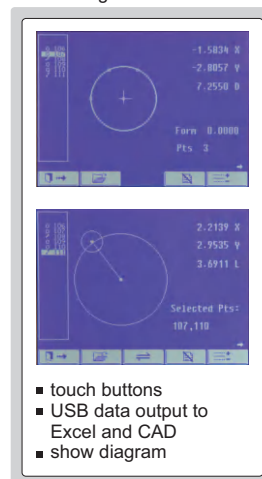 -1.5834 X
-2.8057 Y
7.2550 D
Form 0.0000
Pts 3
2.2139 X
2.9535 Y
3.6911 L
Selected Pts=
107,110
touch buttons
USB data output to
Excel and CAD
show diagram